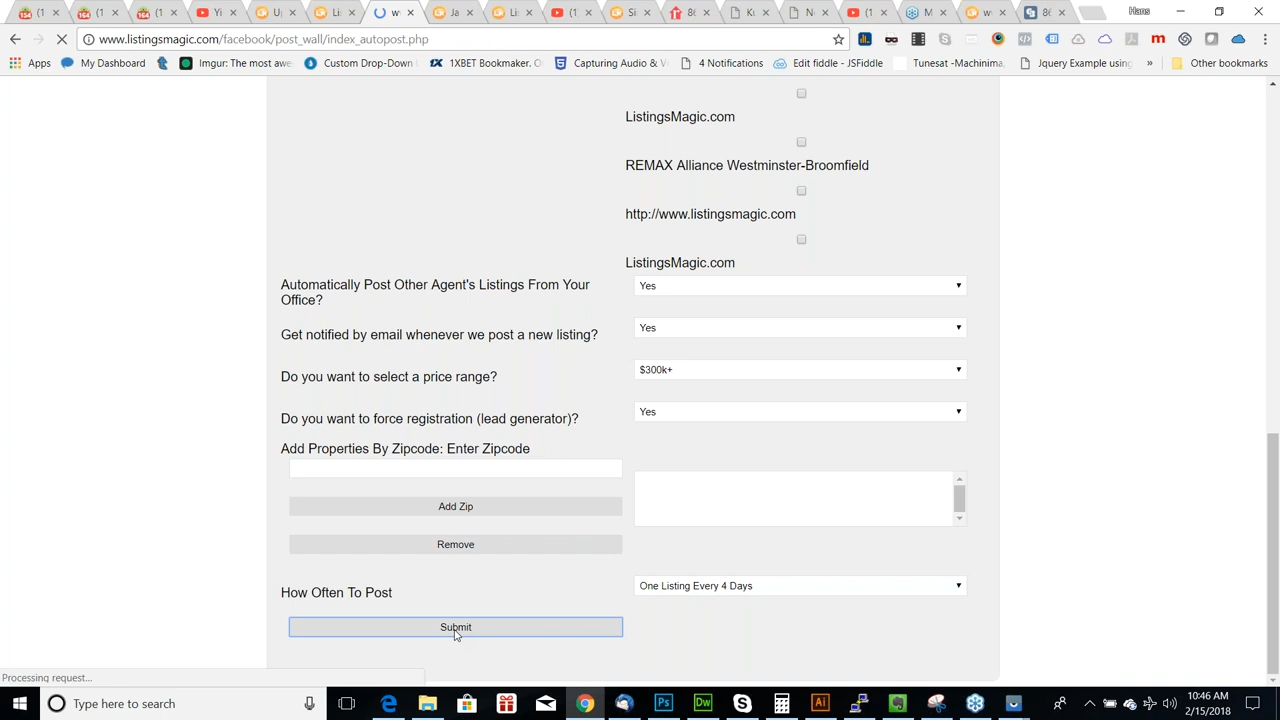 Hans
www.listingsmagic.com/facebook/post_wall/index_autopost.php
Apps
My Dashboard
Imgur: The most awe
Custom Drop-Down
1XBET Bookmaker. O
Capturing Audio & V
4 Notifications
Edit fiddle - JSFiddle
Tunesat -Machinima
Jquery Example using
»
Other bookmarks
ListingsMagic.com
REMAX Alliance Westminster-Broomfield
http://www.listingsmagic.com
ListingsMagic.com
Automatically Post Other Agent's Listings From Your
Office?
Yes
Get notified by email whenever we post a new listing?
Yes
Do you want to select a price range?
$300k+
Do you want to force registration (lead generator)?
Yes
Add Properties By Zipcode: Enter Zipcode
Add Zip
Remove
How Often To Post
One Listing Every 4 Days
Submit
Processing request...
Type here to search
10:46 AM
2/15/2018